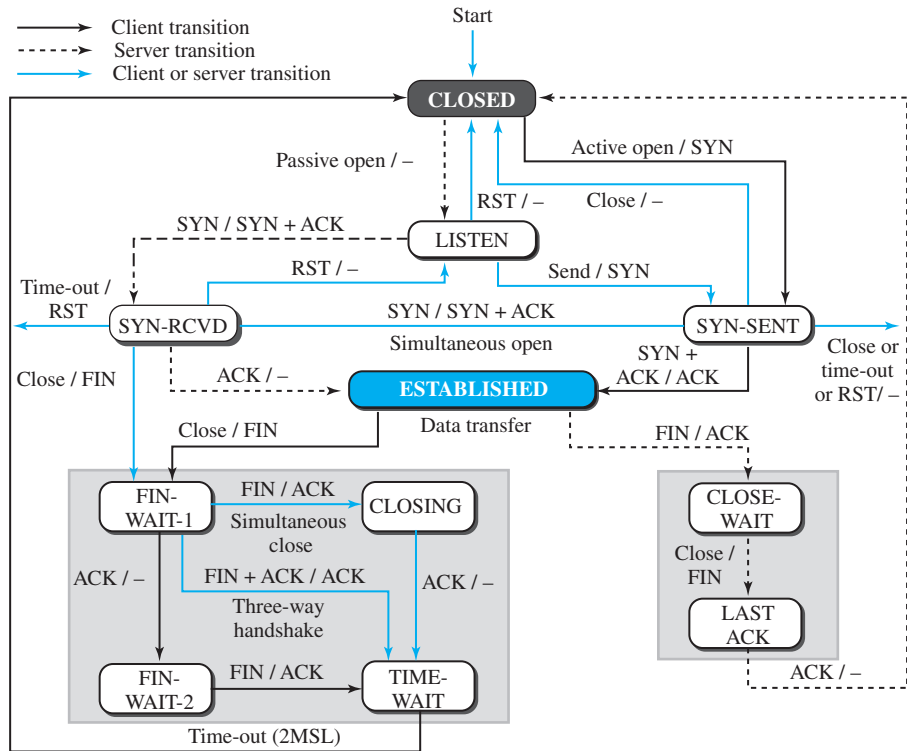 Client transition
Server transition
Client or server transition
Start
CLOSED
Passive open / –
Active open / SYN
RST / –
Close / –
SYN / SYN + ACK
LISTEN
RST / –
Send / SYN
Time-out /
RST
SYN-RCVD
SYN / SYN + ACK
Simultaneous open
SYN-SENT
Close or
time-out
or RST/ –
Close / FIN
ACK / –
SYN +
ACK / ACK
ESTABLISHED
Data transfer
Close / FIN
FIN / ACK
FIN-
WAIT-1
FIN / ACK
Simultaneous
close
CLOSING
CLOSE-
WAIT
ACK / –
FIN + ACK / ACK
Three-way
handshake
ACK / –
Close /
FIN
LAST
ACK
FIN-
WAIT-2
FIN / ACK
TIME-
WAIT
ACK / –
Time-out (2MSL)